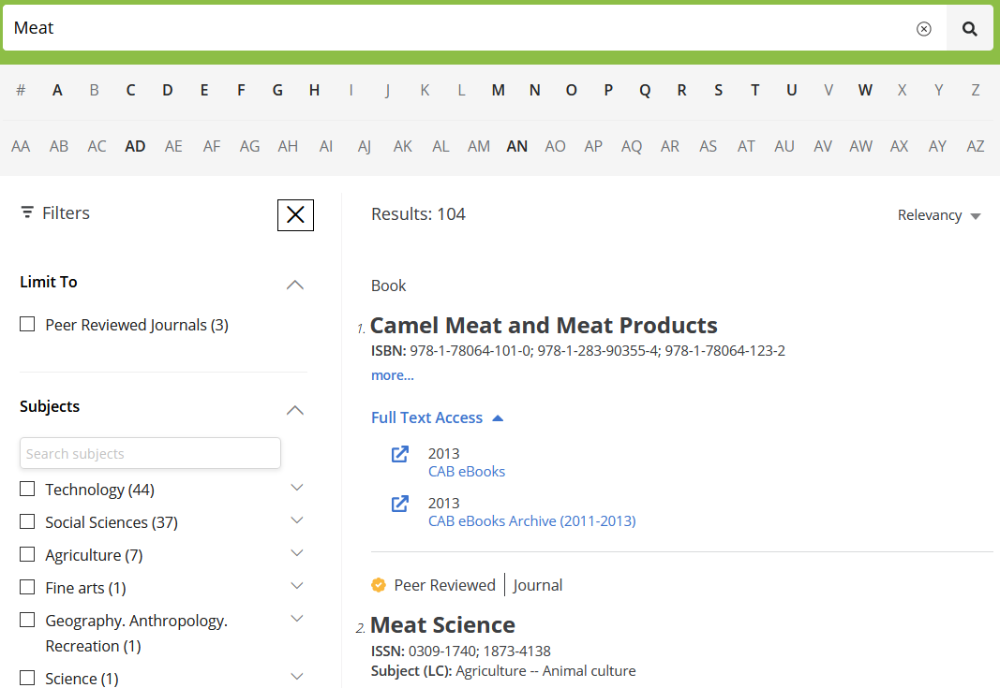 Meat
# A B C D E F G H I J K L M N O P Q R S T U V W X Y Z
AA AB AC AD AE AF AG AH AI AJ AK AL AM AN AO AP AQ AR AS AT AU AV AW AX AY AZ
Filters
Results: 104
Relevancy
Limit To
Peer Reviewed Journals (3)
Subjects
Search subjects
Technology (44)
Social Sciences (37)
Agriculture (7)
Fine arts (1)
Geography. Anthropology.
Recreation (1)
Science (1)
Book
1. Camel Meat and Meat Products
ISBN: 978-1-78064-101-0; 978-1-283-90355-4; 978-1-78064-123-2
more...
Full Text Access
2013
CAB eBooks
2013
CAB eBooks Archive (2011-2013)
Peer Reviewed | Journal
2. Meat Science
ISSN: 0309-1740; 1873-4138
Subject (LC): Agriculture -- Animal culture